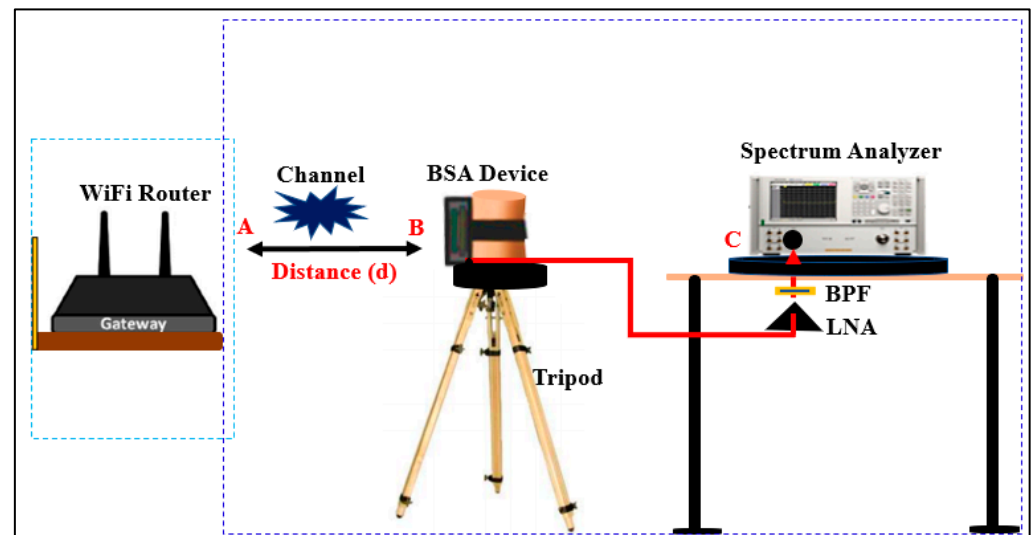 WiFi Router
Channel
BSA Device
Spectrum Analyzer
A
B
C
Distance (d)
BPF
LNA
Gateway
Tripod